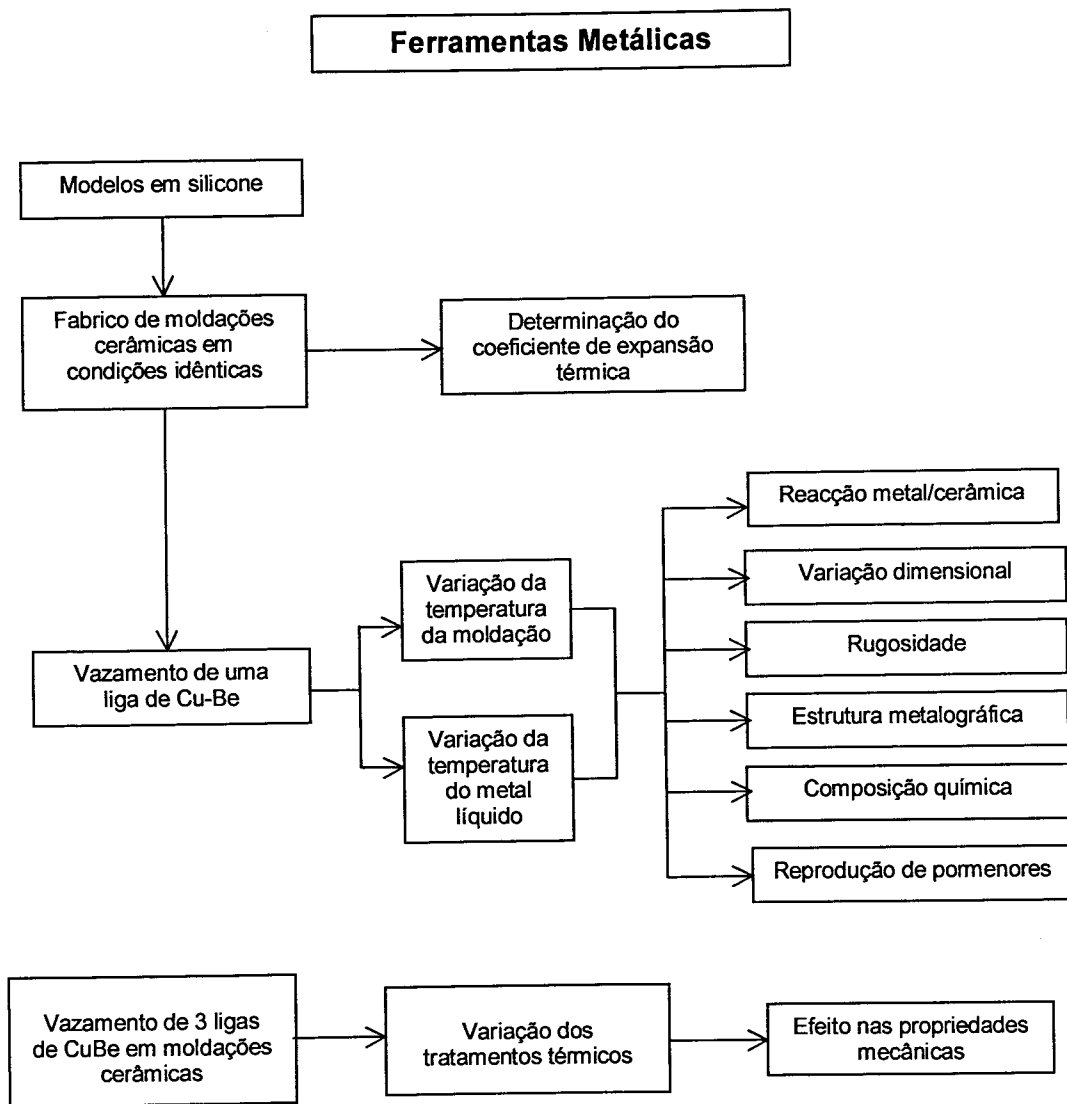 Ferramentas Metálicas
Modelos em silicone
Fabrico de moldações
cerâmicas em
condições idênticas
Determinação do
coeficiente de expansão
térmica
Vazamento de uma
liga de Cu-Be
Variação da
temperatura
da moldação
Variação da
temperatura
do metal
líquido
Reacção metal/cerâmica
Variação dimensional
Rugosidade
Estrutura metalográfica
Composição química
Reprodução de pormenores
Vazamento de 3 ligas
de CuBe em moldações
cerâmicas
Variação dos
tratamentos térmicos
Efeito nas propriedades
mecânicas